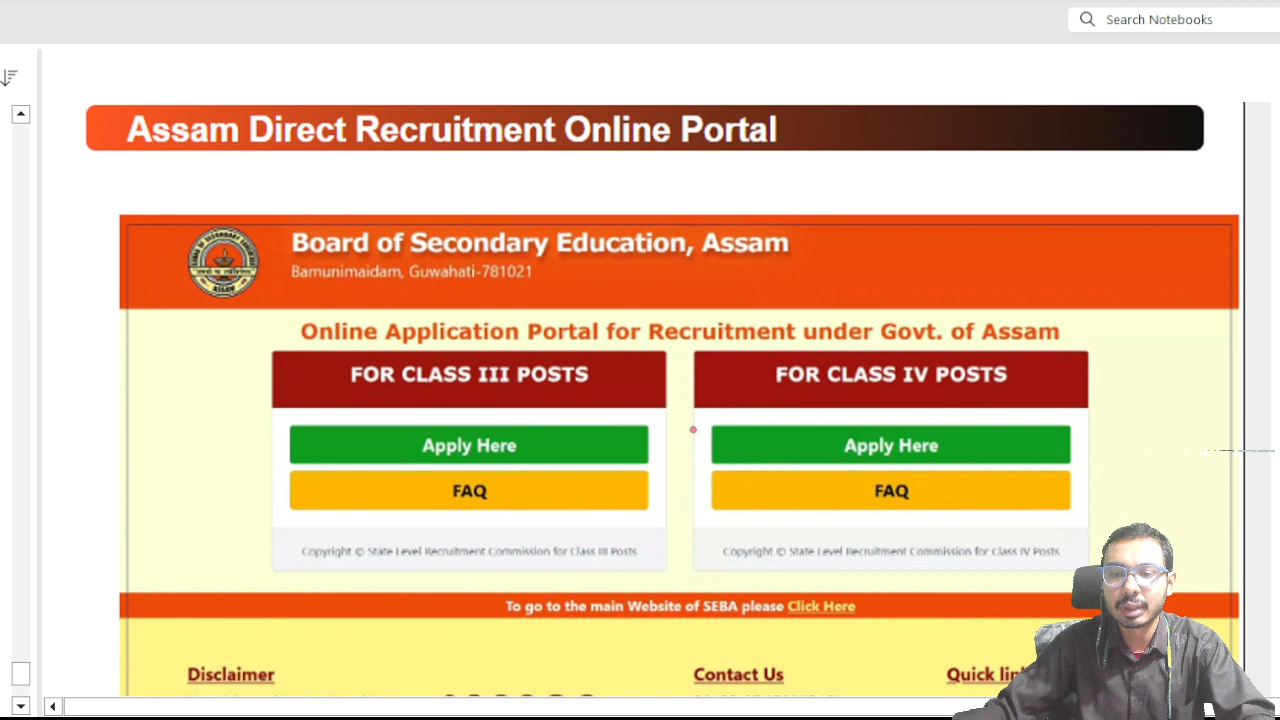 Search Notebooks
Assam Direct Recruitment Online Portal
Board of Secondary Education, Assam
Bamunimaidam, Guwahati-781021
Online Application Portal for Recruitment under Govt. of Assam
FOR CLASS III POSTS
FOR CLASS IV POSTS
Apply Here
Apply Here
FAQ
FAQ
Copyright © State Level Recruitment Commission for Class III Posts
Copyright © State Level Recruitment Commission for Class IV Posts
To go to the main Website of SEBA please Click Here
Disclaimer
Contact Us
Quick